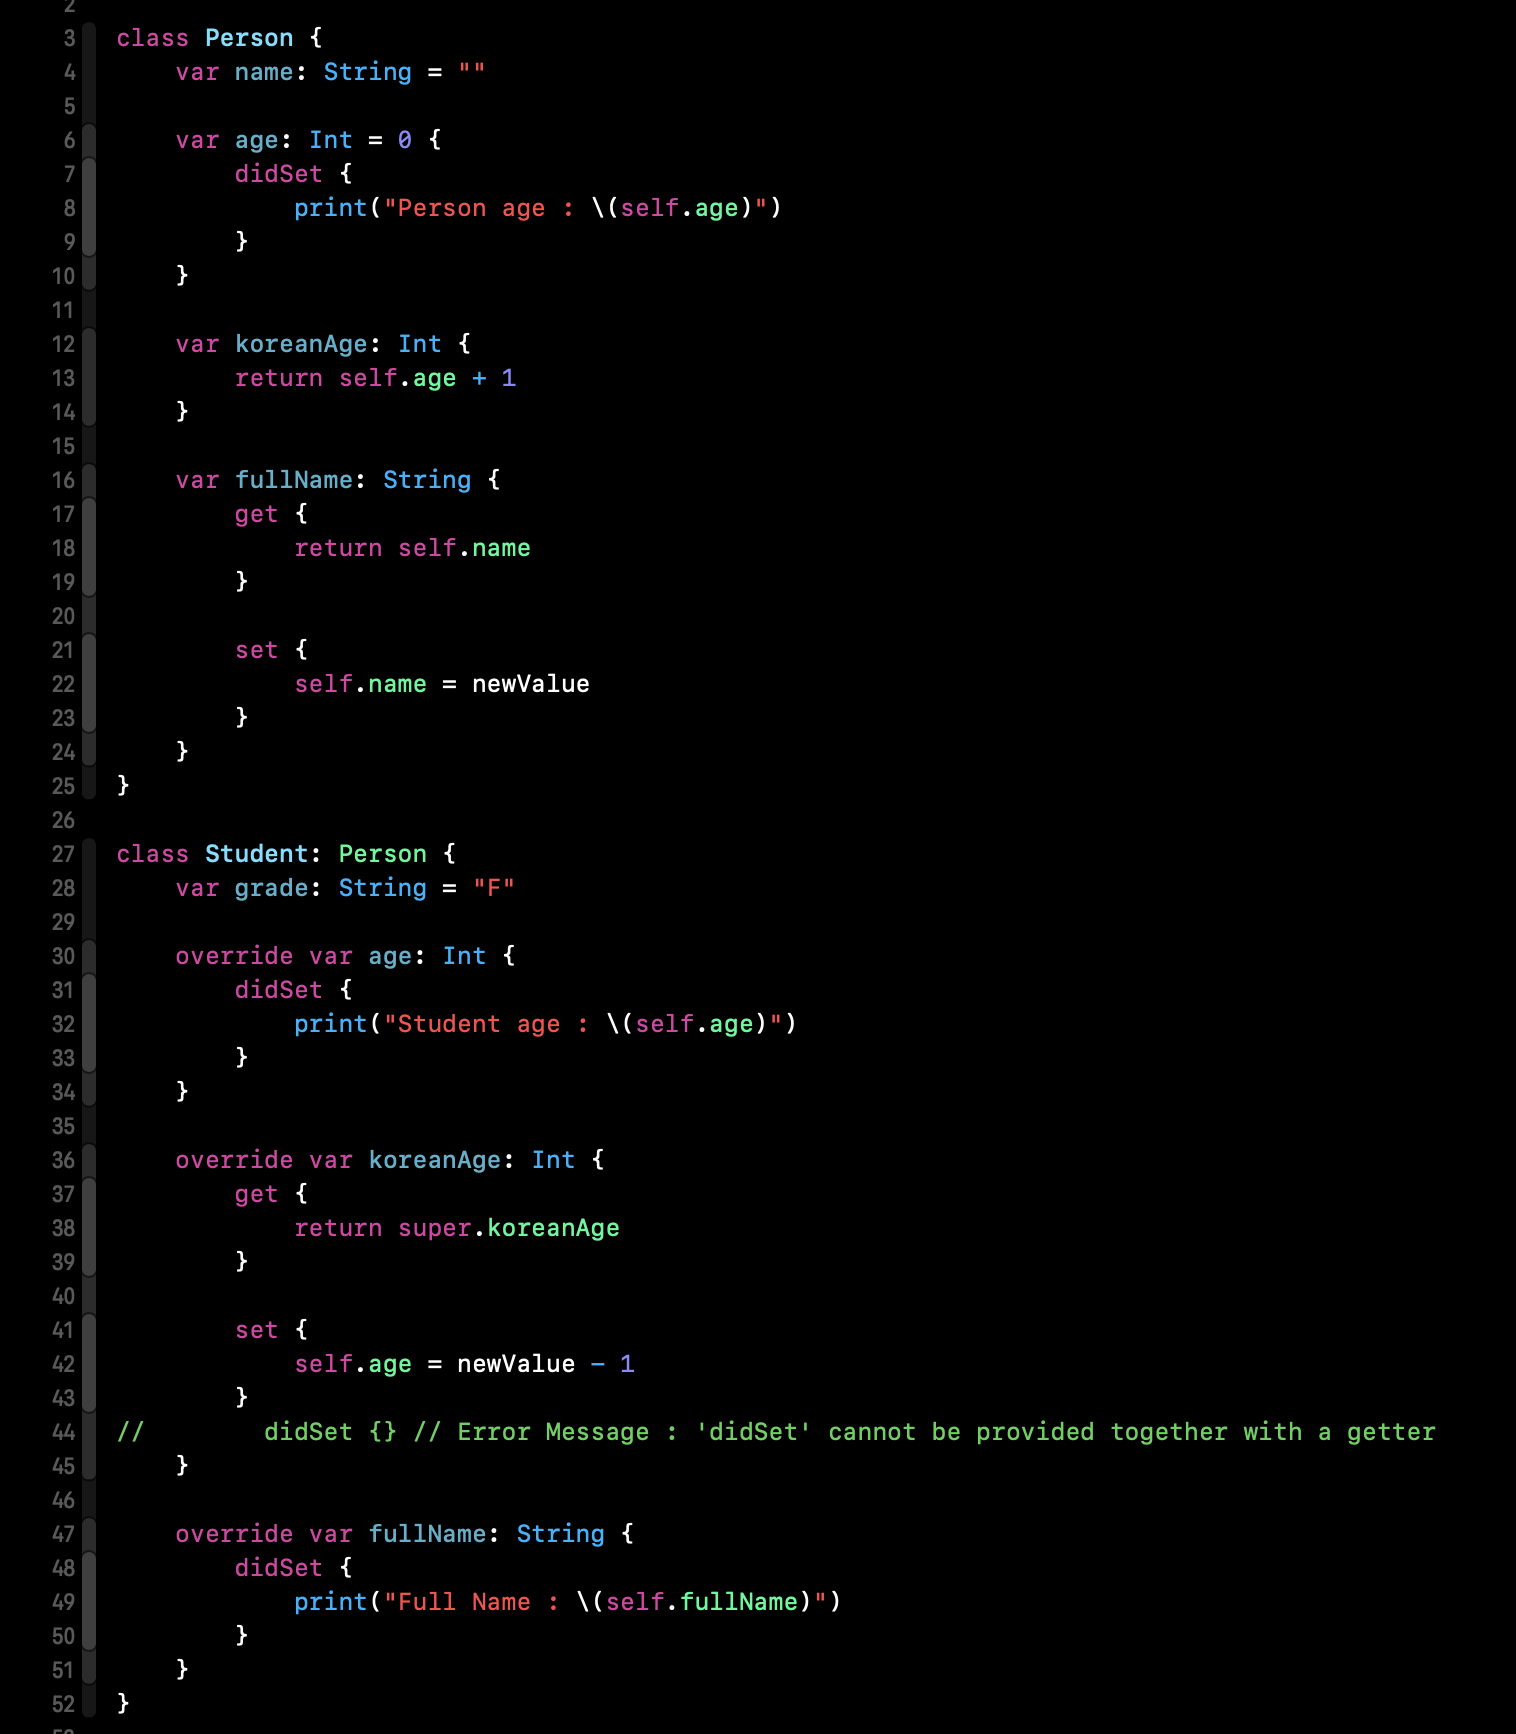 2
3 class Person {
4     var name: String = ""
5
6     var age: Int = 0 {
7         didSet {
8             print("Person age : \(self.age)")
9         }
10     }
11
12     var koreanAge: Int {
13         return self.age + 1
14     }
15
16     var fullName: String {
17         get {
18             return self.name
19         }
20
21         set {
22             self.name = newValue
23         }
24     }
25 }
26
27 class Student: Person {
28     var grade: String = "F"
29
30     override var age: Int {
31         didSet {
32             print("Student age : \(self.age)")
33         }
34     }
35
36     override var koreanAge: Int {
37         get {
38             return super.koreanAge
39         }
40
41         set {
42             self.age = newValue - 1
43         }
44 //        didSet {} // Error Message : 'didSet' cannot be provided together with a getter
45     }
46
47     override var fullName: String {
48         didSet {
49             print("Full Name : \(self.fullName)")
50         }
51     }
52 }